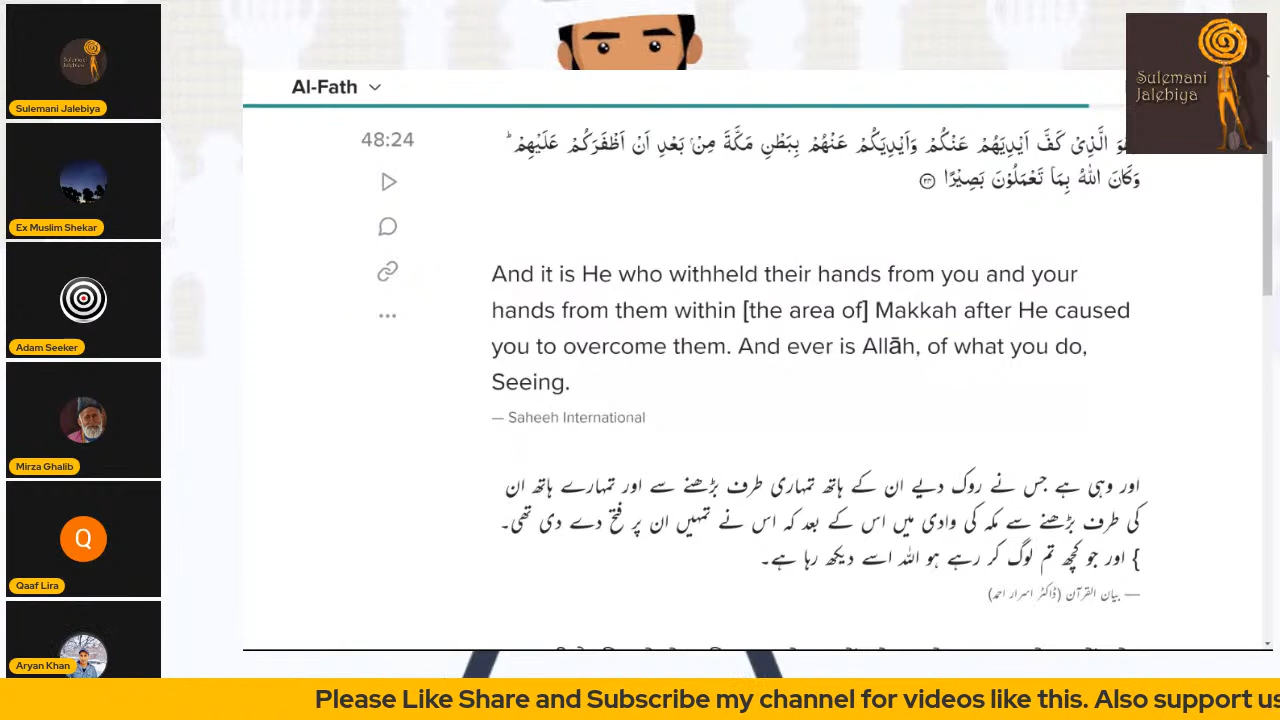 Sulemani Jalebiya
Ex Muslim Shekar
Adam Seeker
Mirza Ghalib
Q
Qaaf Lira
Aryan Khan
Sulemani
Jalebiya
Al-Fath
48:24
الَّذِیْ كَفَّ اَیْدِیَهُمْ عَنْكُمْ وَاَیْدِیَكُمْ عَنْهُمْ بِبَطْنِ مَكَّةَ مِنْ بَعْدِ اَنْ اَظْفَرَكُمْ عَلَیْهِمْ ؕ
وَكَانَ اللّٰهُ بِمَا تَعْمَلُوْنَ بَصِیْرًا ۟
And it is He who withheld their hands from you and your
hands from them within [the area of] Makkah after He caused
you to overcome them. And ever is Allāh, of what you do,
Seeing.
— Saheeh International
اور وہی ہے جس نے روک دیے ان کے ہاتھ تمہاری طرف بڑھنے سے اور تمہارے ہاتھ ان
کی طرف بڑھنے سے مکہ کی وادی میں اس کے بعد کہ اس نے تمہیں ان پر فتح دے دی تھی۔
} اور جو کچھ تم لوگ کر رہے ہو اللہ اسے دیکھ رہا ہے۔
— بیان القرآن (ڈاکٹر اسرار احمد)
Please Like Share and Subscribe my channel for videos like this. Also support us